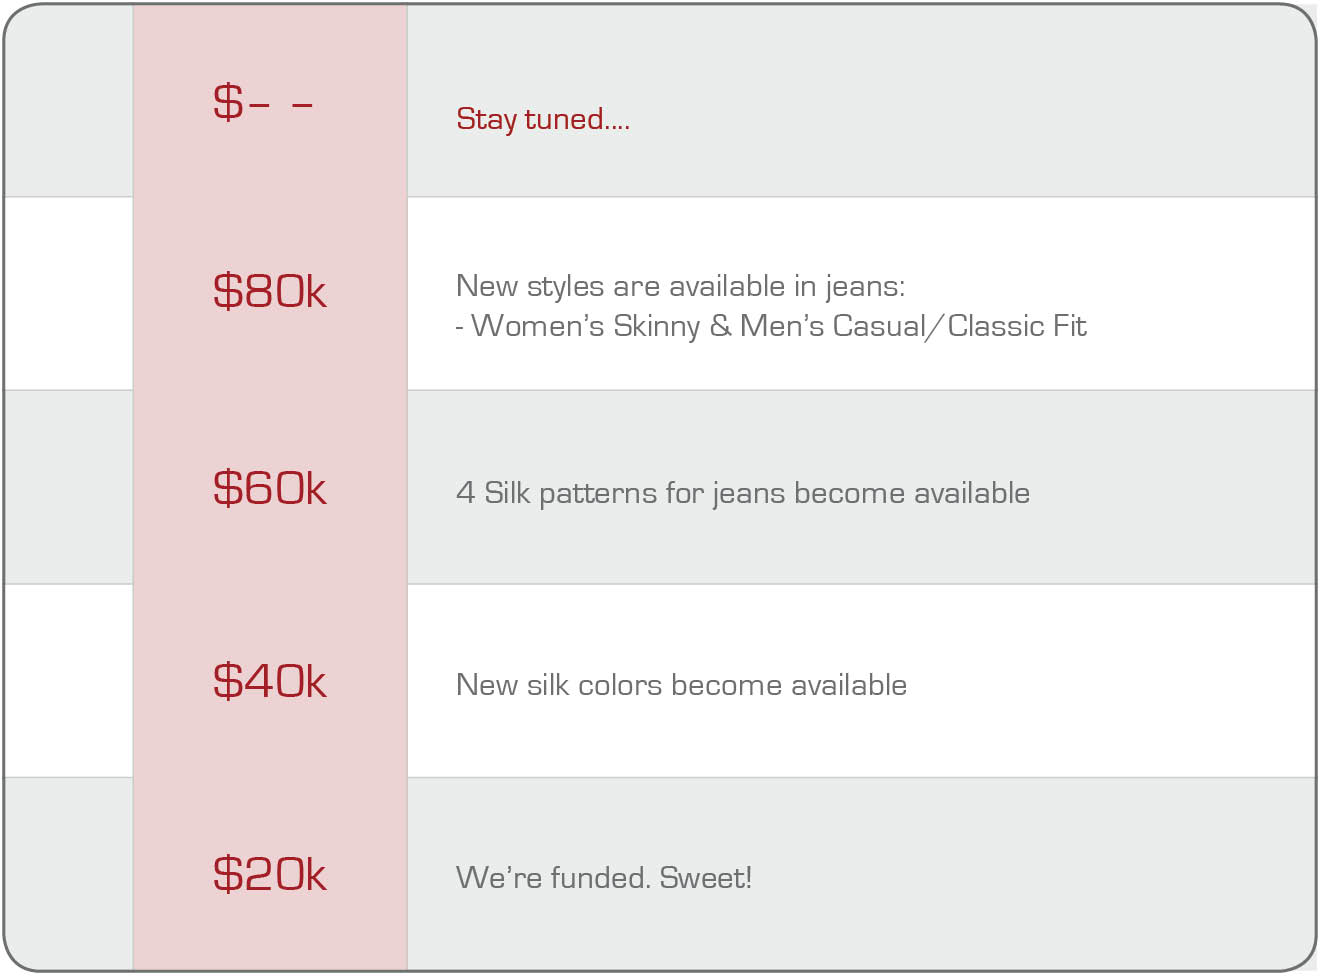 $– –
Stay tuned....
$80k
New styles are available in jeans:
- Women’s Skinny & Men’s Casual/Classic Fit
$60k
4 Silk patterns for jeans become available
$40k
New silk colors become available
$20k
We’re funded. Sweet!